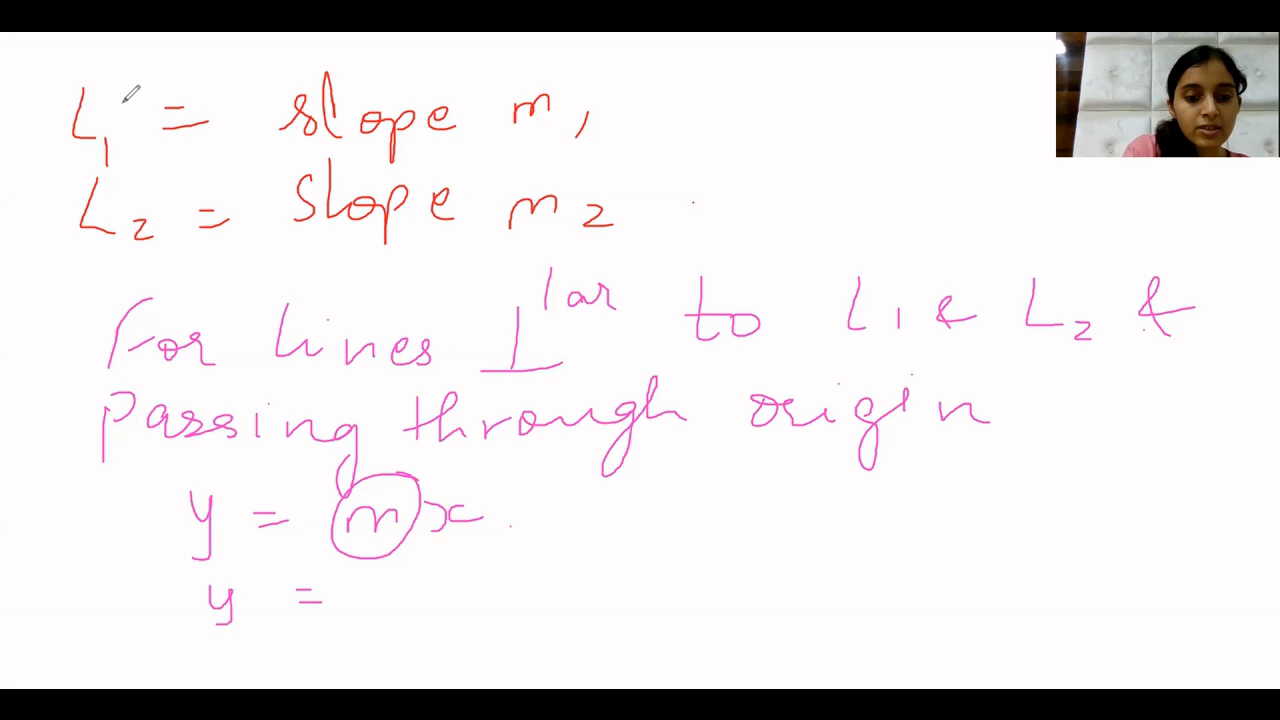 L₁ = slope m₁
L₂ = slope m₂
For lines ⊥lar to L₁ & L₂ &
passing through origin
y = mx
y =